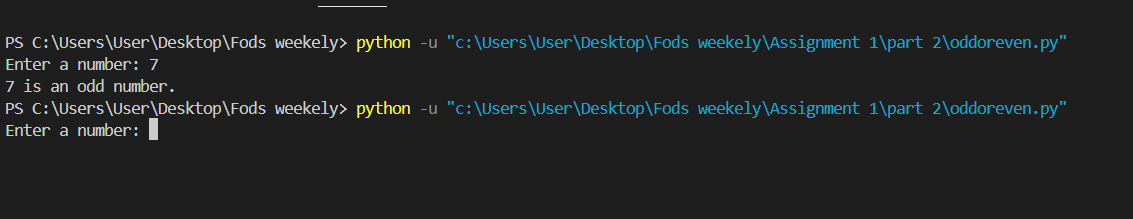 PS C:\Users\User\Desktop\Fods weekely> python -u "c:\Users\User\Desktop\Fods weekely\Assignment 1\part 2\oddoreven.py"
Enter a number: 7
7 is an odd number.
PS C:\Users\User\Desktop\Fods weekely> python -u "c:\Users\User\Desktop\Fods weekely\Assignment 1\part 2\oddoreven.py"
Enter a number: